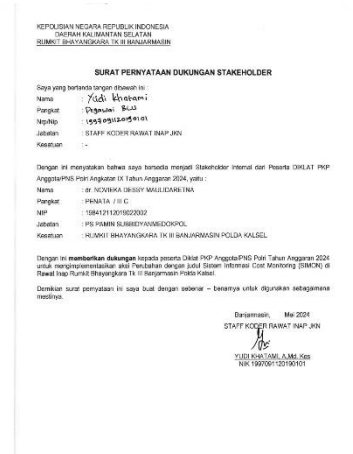 KEPOLISIAN NEGARA REPUBLIK INDONESIA
DAERAH KALIMANTAN SELATAN
RUMKIT BHAYANGKARA TK III BANJARMASIN
SURAT PERNYATAAN DUKUNGAN STAKEHOLDER
Saya yang bertanda tangan dibawah ini :
Nama : Yudi Khatami
Pangkat : Pegawai BLU
Nrp/Nip : 1997091120190101
Jabatan : STAFF KODER RAWAT INAP JKN
Kesatuan : -
Dengan ini menyatakan bahwa saya bersedia menjadi Stakeholder Internal dari Peserta DIKLAT PKP
Anggota/PNS Polri Angkatan IX Tahun Anggaran 2024, yaitu :
Nama : dr. NOVIEKA DESSY MAULIDARETNA
Pangkat : PENATA / III C
NIP : 198412112019022002
Jabatan : PS PAMIN SUBBIDYANMEDOKPOL
Kesatuan : RUMKIT BHAYANGKARA TK III BANJARMASIN POLDA KALSEL
Dengan ini memberikan dukungan kepada peserta Diklat PKP Anggota/PNS Polri Tahun Anggaran 2024
untuk mengimplementasikan aksi Perubahan dengan judul Sistem Informasi Cost Monitoring (SIMON) di
Rawat Inap Rumkit Bhayangkara Tk III Banjarmasin Polda Kalsel.
Demikian surat pernyataan ini saya buat dengan sebenar – benarnya untuk digunakan sebagaimana
mestinya.
Banjarmasin, Mei 2024
STAFF KODER RAWAT INAP JKN
YUDI KHATAMI, A.Md. Kes
NIK 1997091120190101